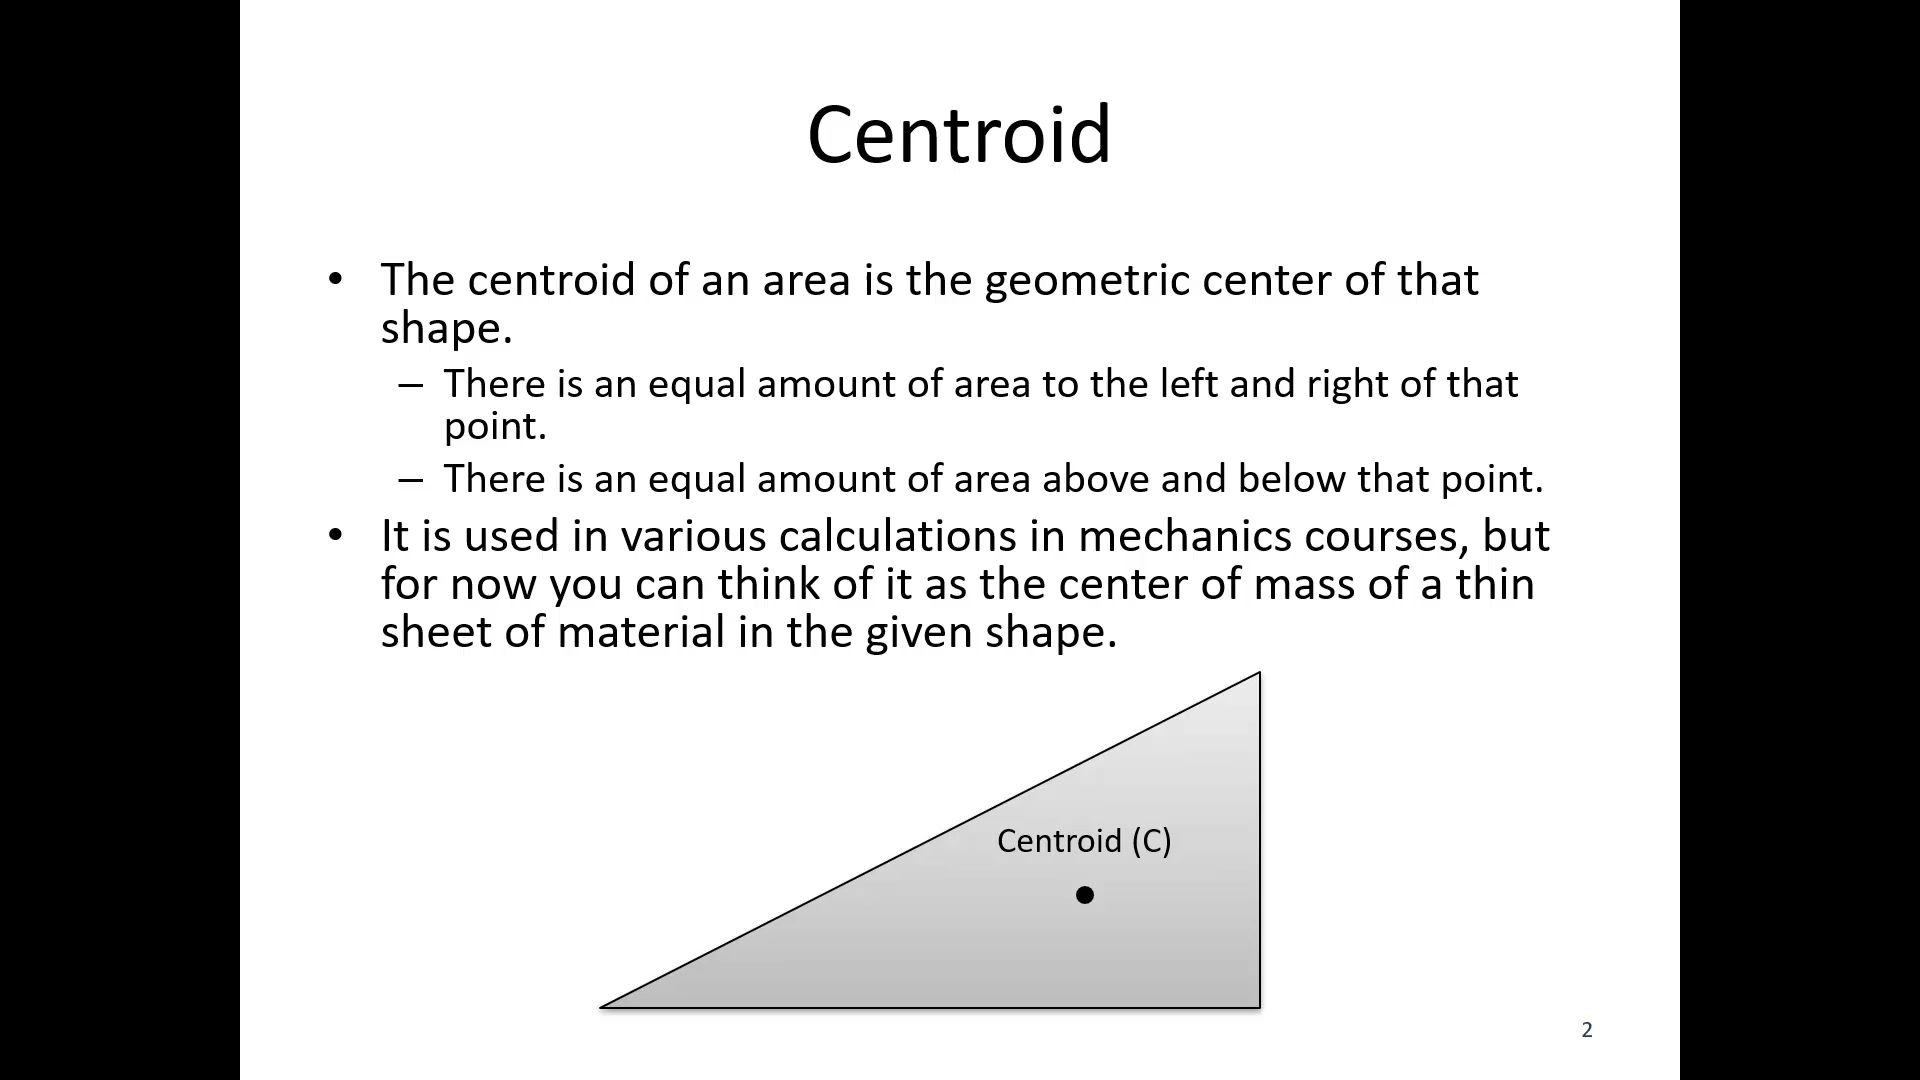 Centroid
• The centroid of an area is the geometric center of that
shape.
– There is an equal amount of area to the left and right of that
point.
– There is an equal amount of area above and below that point.
• It is used in various calculations in mechanics courses, but
for now you can think of it as the center of mass of a thin
sheet of material in the given shape.
Centroid (C)
2